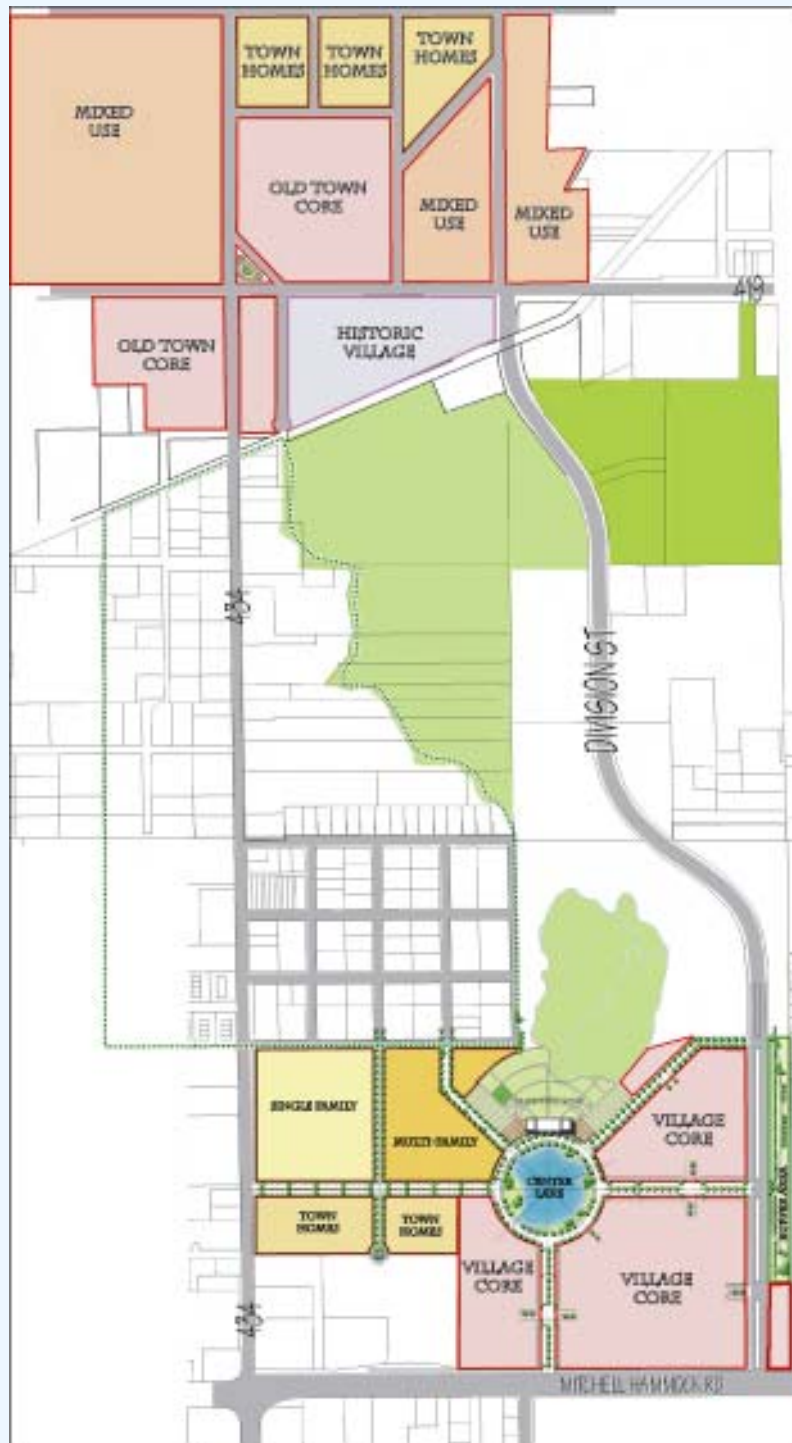 TOWN
HOMES
TOWN
HOMES
TOWN
HOMES
MIXED
USE
OLD TOWN
CORE
MIXED
USE
MIXED
USE
419
HISTORIC
VILLAGE
OLD TOWN
CORE
434
DIVISION ST
SINGLE FAMILY
MULTI-FAMILY
VILLAGE
CORE
CENTER
LAKE
TOWN
HOMES
TOWN
HOMES
VILLAGE
CORE
VILLAGE
CORE
434
MITCHELL HAMMOCK RD